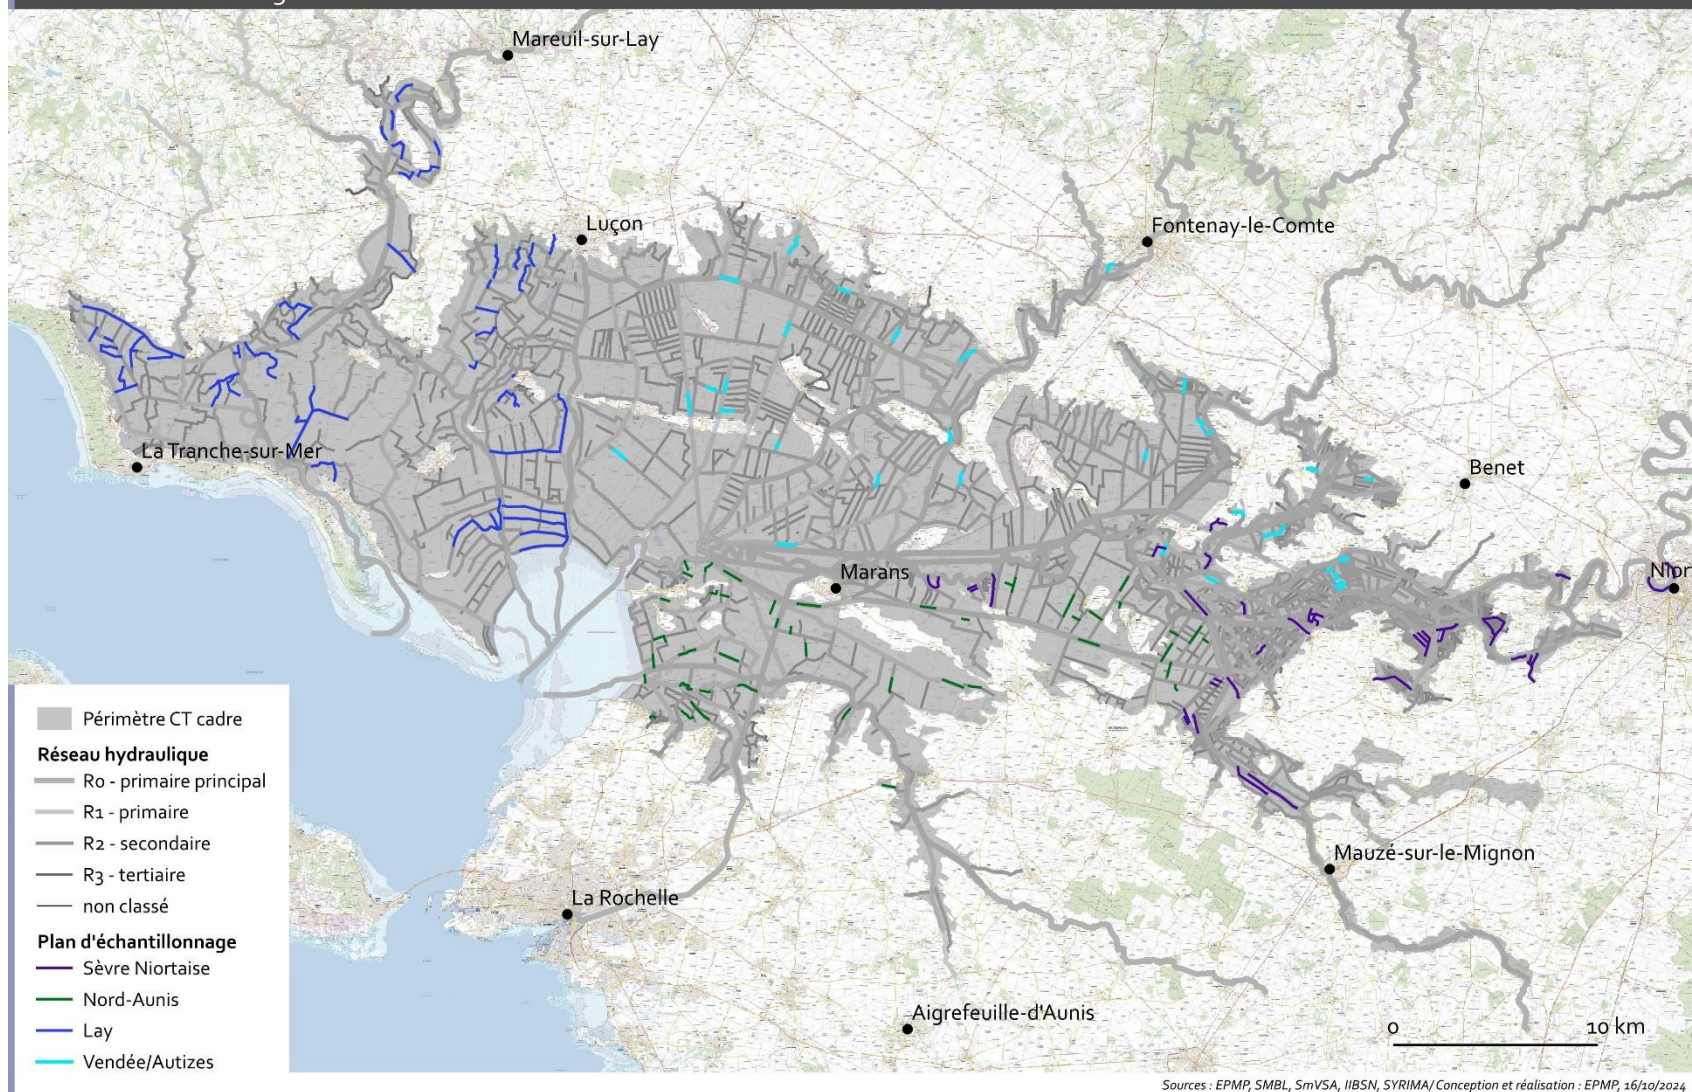 Mareuil-sur-Lay
Luçon
Fontenay-le-Comte
La Tranche-sur-Mer
Benet
Marans
Nior
Mauzé-sur-le-Mignon
La Rochelle
Aigrefeuille-d'Aunis
Périmètre CT cadre
Réseau hydraulique
R0 - primaire principal
R1 - primaire
R2 - secondaire
R3 - tertiaire
non classé
Plan d'échantillonnage
Sèvre Niortaise
Nord-Aunis
Lay
Vendée/Autizes
0 10 km
Sources : EPMP, SMBL, SmVSA, IIBSN, SYRIMA/ Conception et réalisation : EPMP, 16/10/2024